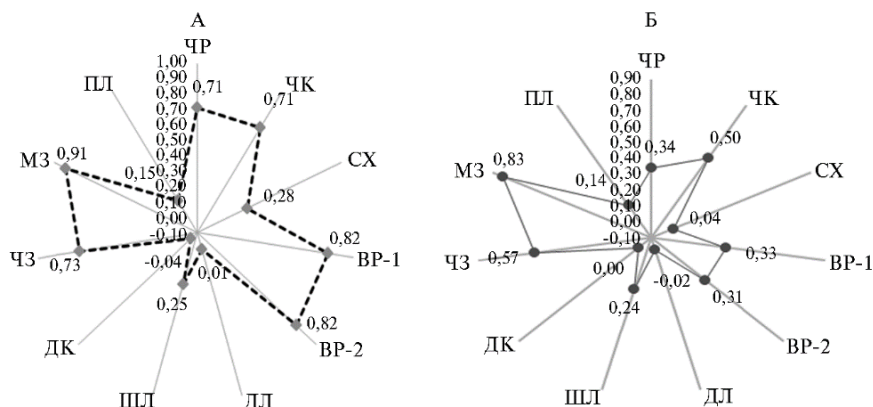 А
ЧР
1,00
0,90
0,80
0,70
0,60
0,50
0,40
0,30
0,20
0,10
0,00
-0,10
ПЛ
0,71
0,71
ЧК
СХ
МЗ
0,91
0,15
0,28
0,82
ВР-1
ЧЗ
0,73
-0,04
0,01
0,25
0,82
ВР-2
ДК
ШЛ
ДЛ
Б
ЧР
0,90
0,80
0,70
0,60
0,50
0,40
0,30
0,20
0,10
0,00
-0,10
ПЛ
ЧК
0,34
0,50
СХ
МЗ
0,83
0,14
0,04
0,33
ВР-1
ЧЗ
0,57
0,00
-0,02
0,31
0,24
ВР-2
ДК
ШЛ
ДЛ